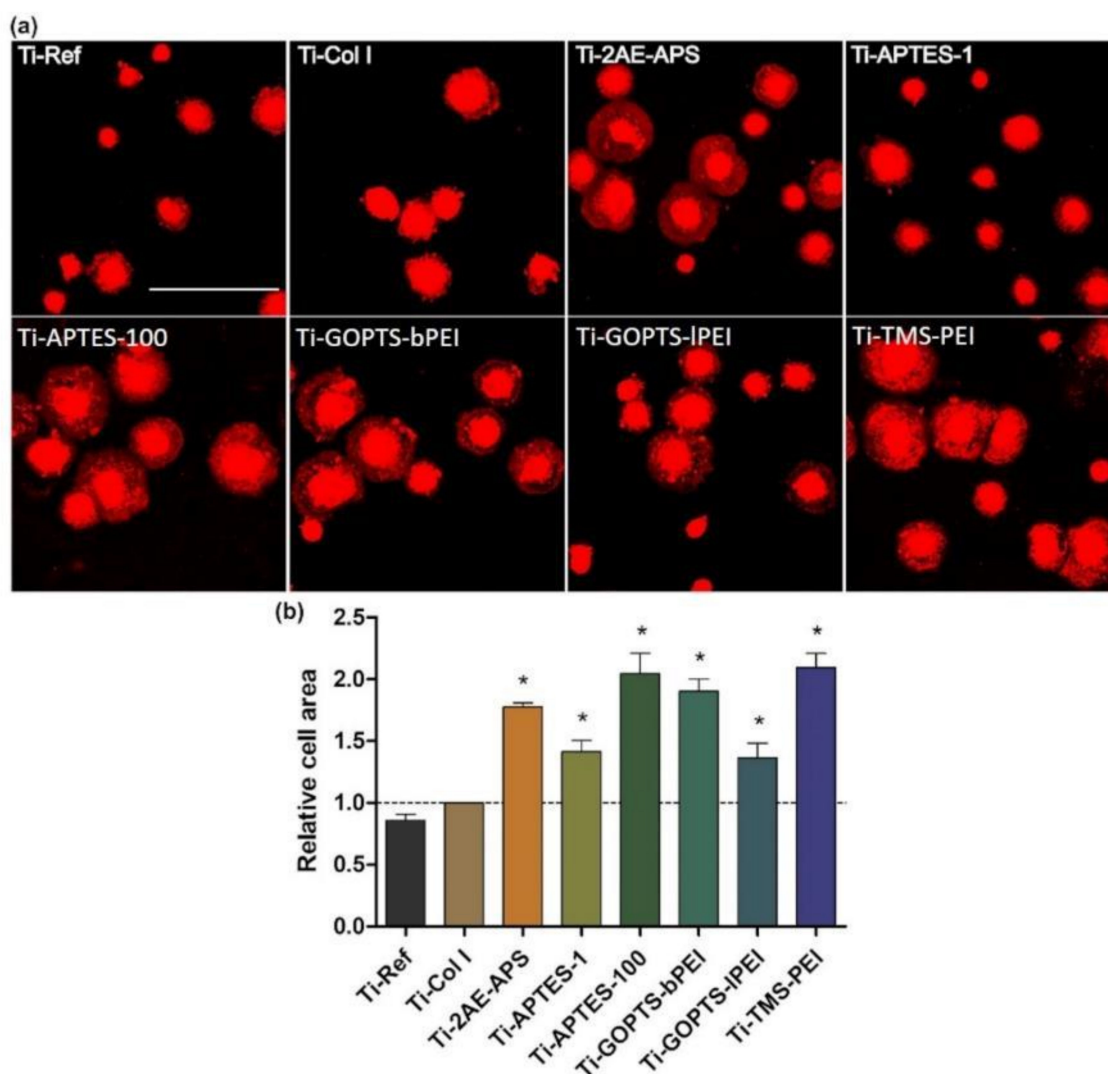 (a)
Ti-Ref
Ti-Col I
Ti-2AE-APS
Ti-APTES-1
Ti-APTES-100
Ti-GOPTS-bPEI
Ti-GOPTS-lPEI
Ti-TMS-PEI
(b)
Relative cell area
2.5
2.0
1.5
1.0
0.5
0.0
*
*
*
*
*
*
Ti-Ref
Ti-Col I
Ti-2AE-APS
Ti-APTES-1
Ti-APTES-100
Ti-GOPTS-bPEI
Ti-GOPTS-lPEI
Ti-TMS-PEI